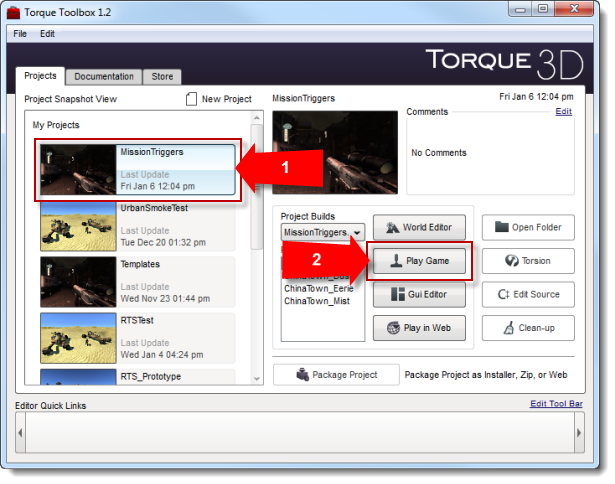 Torque Toolbox 1.2
File Edit
TORQUE 3D
Projects Documentation Store
Project Snapshot View New Project
My Projects
MissionTriggers
Last Update
Fri Jan 6 12:04 pm
1
UrbanSmokeTest
Last Update
Tue Dec 20 01:32 pm
Templates
Last Update
Wed Nov 23 01:44 pm
RTSTest
Last Update
Wed Jan 4 04:24 pm
RTS_Prototype
MissionTriggers Fri Jan 6 12:04 pm
Comments Edit
No Comments
Project Builds
MissionTriggers
2
ChinaTown_Eerie
ChinaTown_Mist
World Editor Open Folder
Play Game Torsion
Gui Editor Edit Source
Play in Web Clean-up
Package Project Package Project as Installer, Zip, or Web
Editor Quick Links Edit Tool Bar